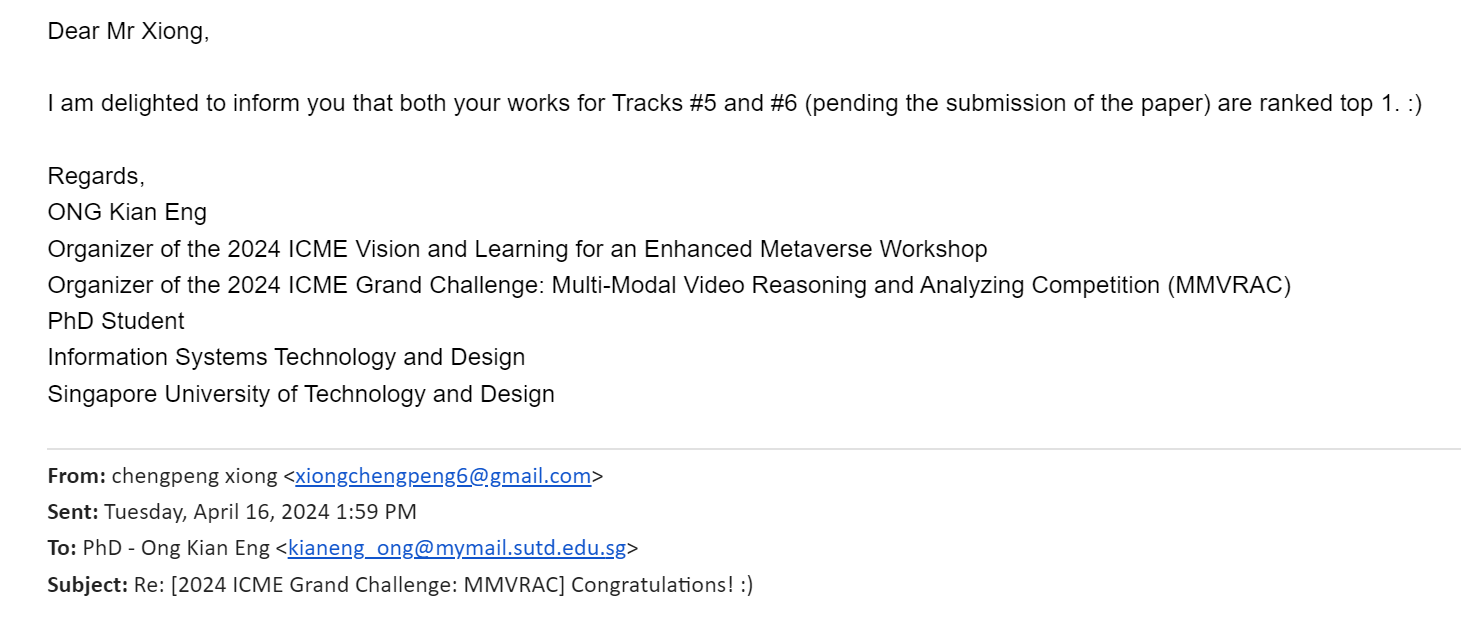 Dear Mr Xiong,
I am delighted to inform you that both your works for Tracks #5 and #6 (pending the submission of the paper) are ranked top 1. :)
Regards,
ONG Kian Eng
Organizer of the 2024 ICME Vision and Learning for an Enhanced Metaverse Workshop
Organizer of the 2024 ICME Grand Challenge: Multi-Modal Video Reasoning and Analyzing Competition (MMVRAC)
PhD Student
Information Systems Technology and Design
Singapore University of Technology and Design
From: chengpeng xiong <xiongchengpeng6@gmail.com>
Sent: Tuesday, April 16, 2024 1:59 PM
To: PhD - Ong Kian Eng <kianeng_ong@mymail.sutd.edu.sg>
Subject: Re: [2024 ICME Grand Challenge: MMVRAC] Congratulations! :)